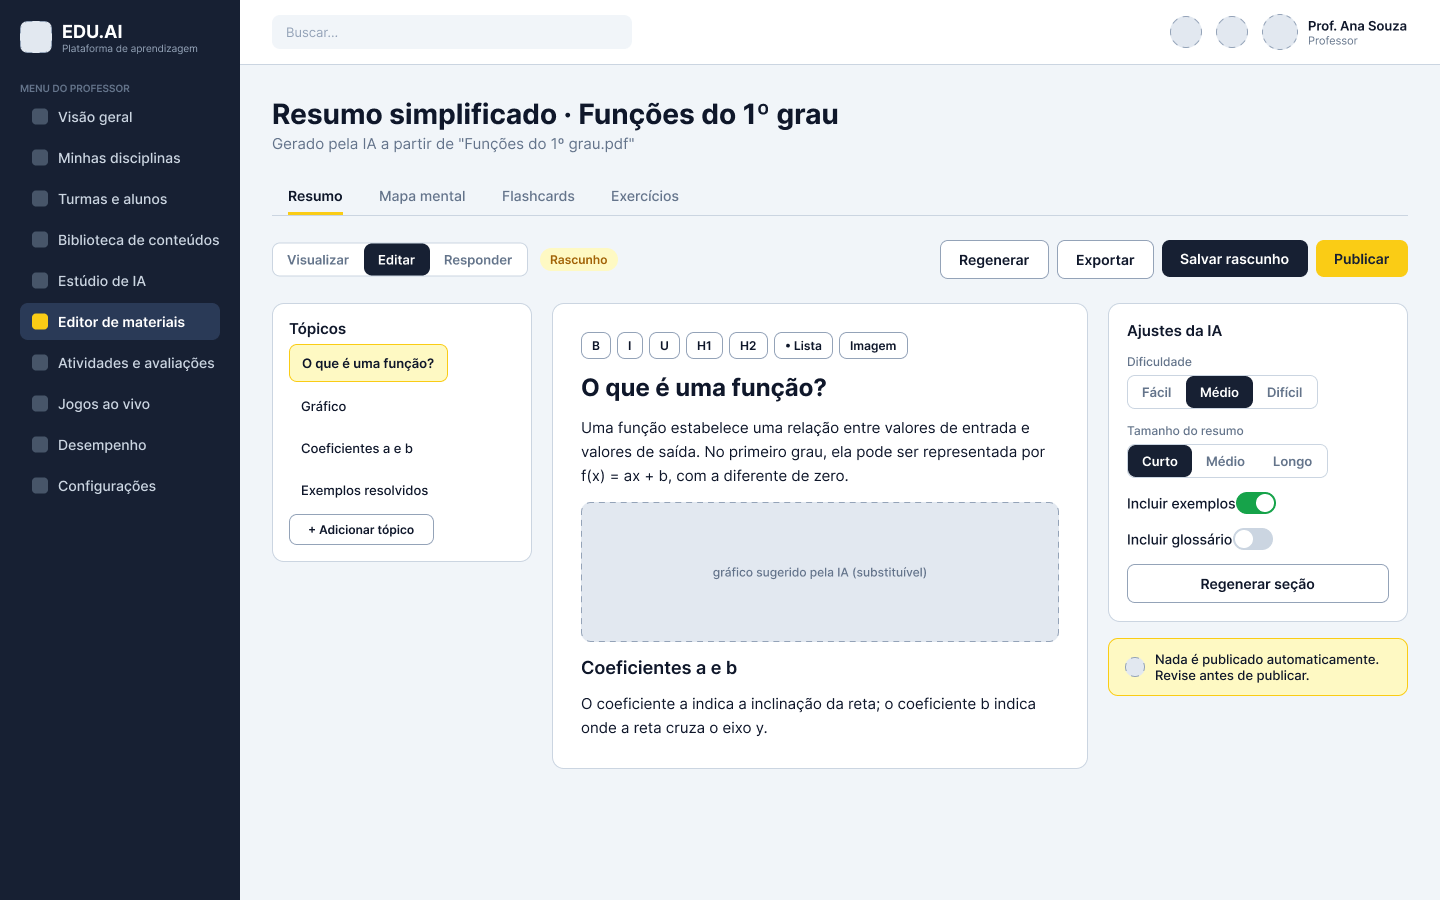 EDU.AI
Plataforma de aprendizagem
MENU DO PROFESSOR
Visão geral
Minhas disciplinas
Turmas e alunos
Biblioteca de conteúdos
Estúdio de IA
Editor de materiais
Atividades e avaliações
Jogos ao vivo
Desempenho
Configurações
Buscar...
Prof. Ana Souza
Professor
Resumo simplificado · Funções do 1º grau
Gerado pela IA a partir de "Funções do 1º grau.pdf"
Resumo Mapa mental Flashcards Exercícios
Visualizar Editar Responder Rascunho
Regenerar Exportar Salvar rascunho Publicar
Tópicos
O que é uma função?
Gráfico
Coeficientes a e b
Exemplos resolvidos
+ Adicionar tópico
B I U H1 H2 • Lista Imagem
O que é uma função?
Uma função estabelece uma relação entre valores de entrada e
valores de saída. No primeiro grau, ela pode ser representada por
f(x) = ax + b, com a diferente de zero.
gráfico sugerido pela IA (substituível)
Coeficientes a e b
O coeficiente a indica a inclinação da reta; o coeficiente b indica
onde a reta cruza o eixo y.
Ajustes da IA
Dificuldade
Fácil Médio Difícil
Tamanho do resumo
Curto Médio Longo
Incluir exemplos
Incluir glossário
Regenerar seção
Nada é publicado automaticamente.
Revise antes de publicar.